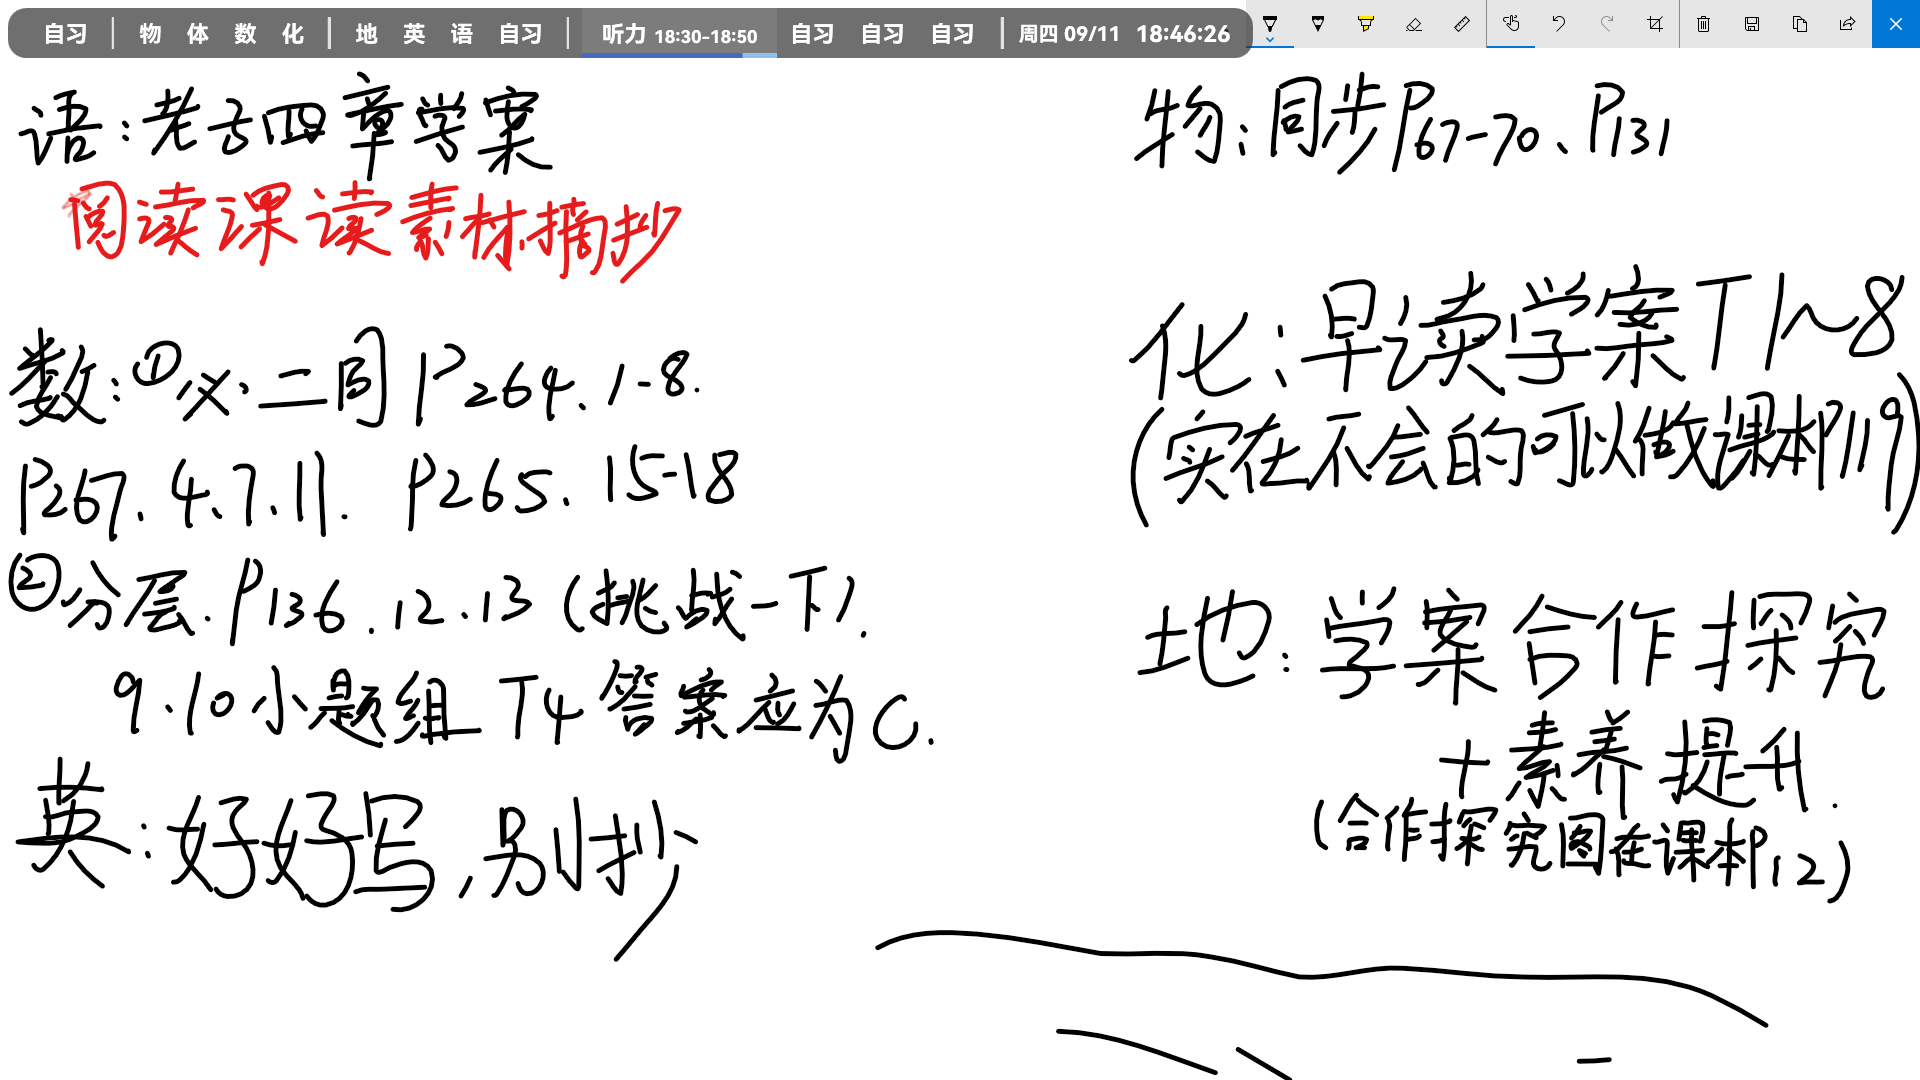 自习 | 物 体 数 化 | 地 英 语 自习 | 听力 18:30-18:50 自习 自习 自习 | 周四 09/11 18:46:26
语:老子四章学案
阅读课读素材摘抄
数:①必二同P264.1-8.
P267.4.7.11. P265.15-18
②分层.P136.12.13(挑战一下).
9.10小题组T4答案应为C.
英:好好写,别抄
物:同步P67-70、P131
化:早读学案T1~8
(实在不会的可以做课本P119)
地:学案合作探究
+素养提升.
(合作探究图在课本P12)